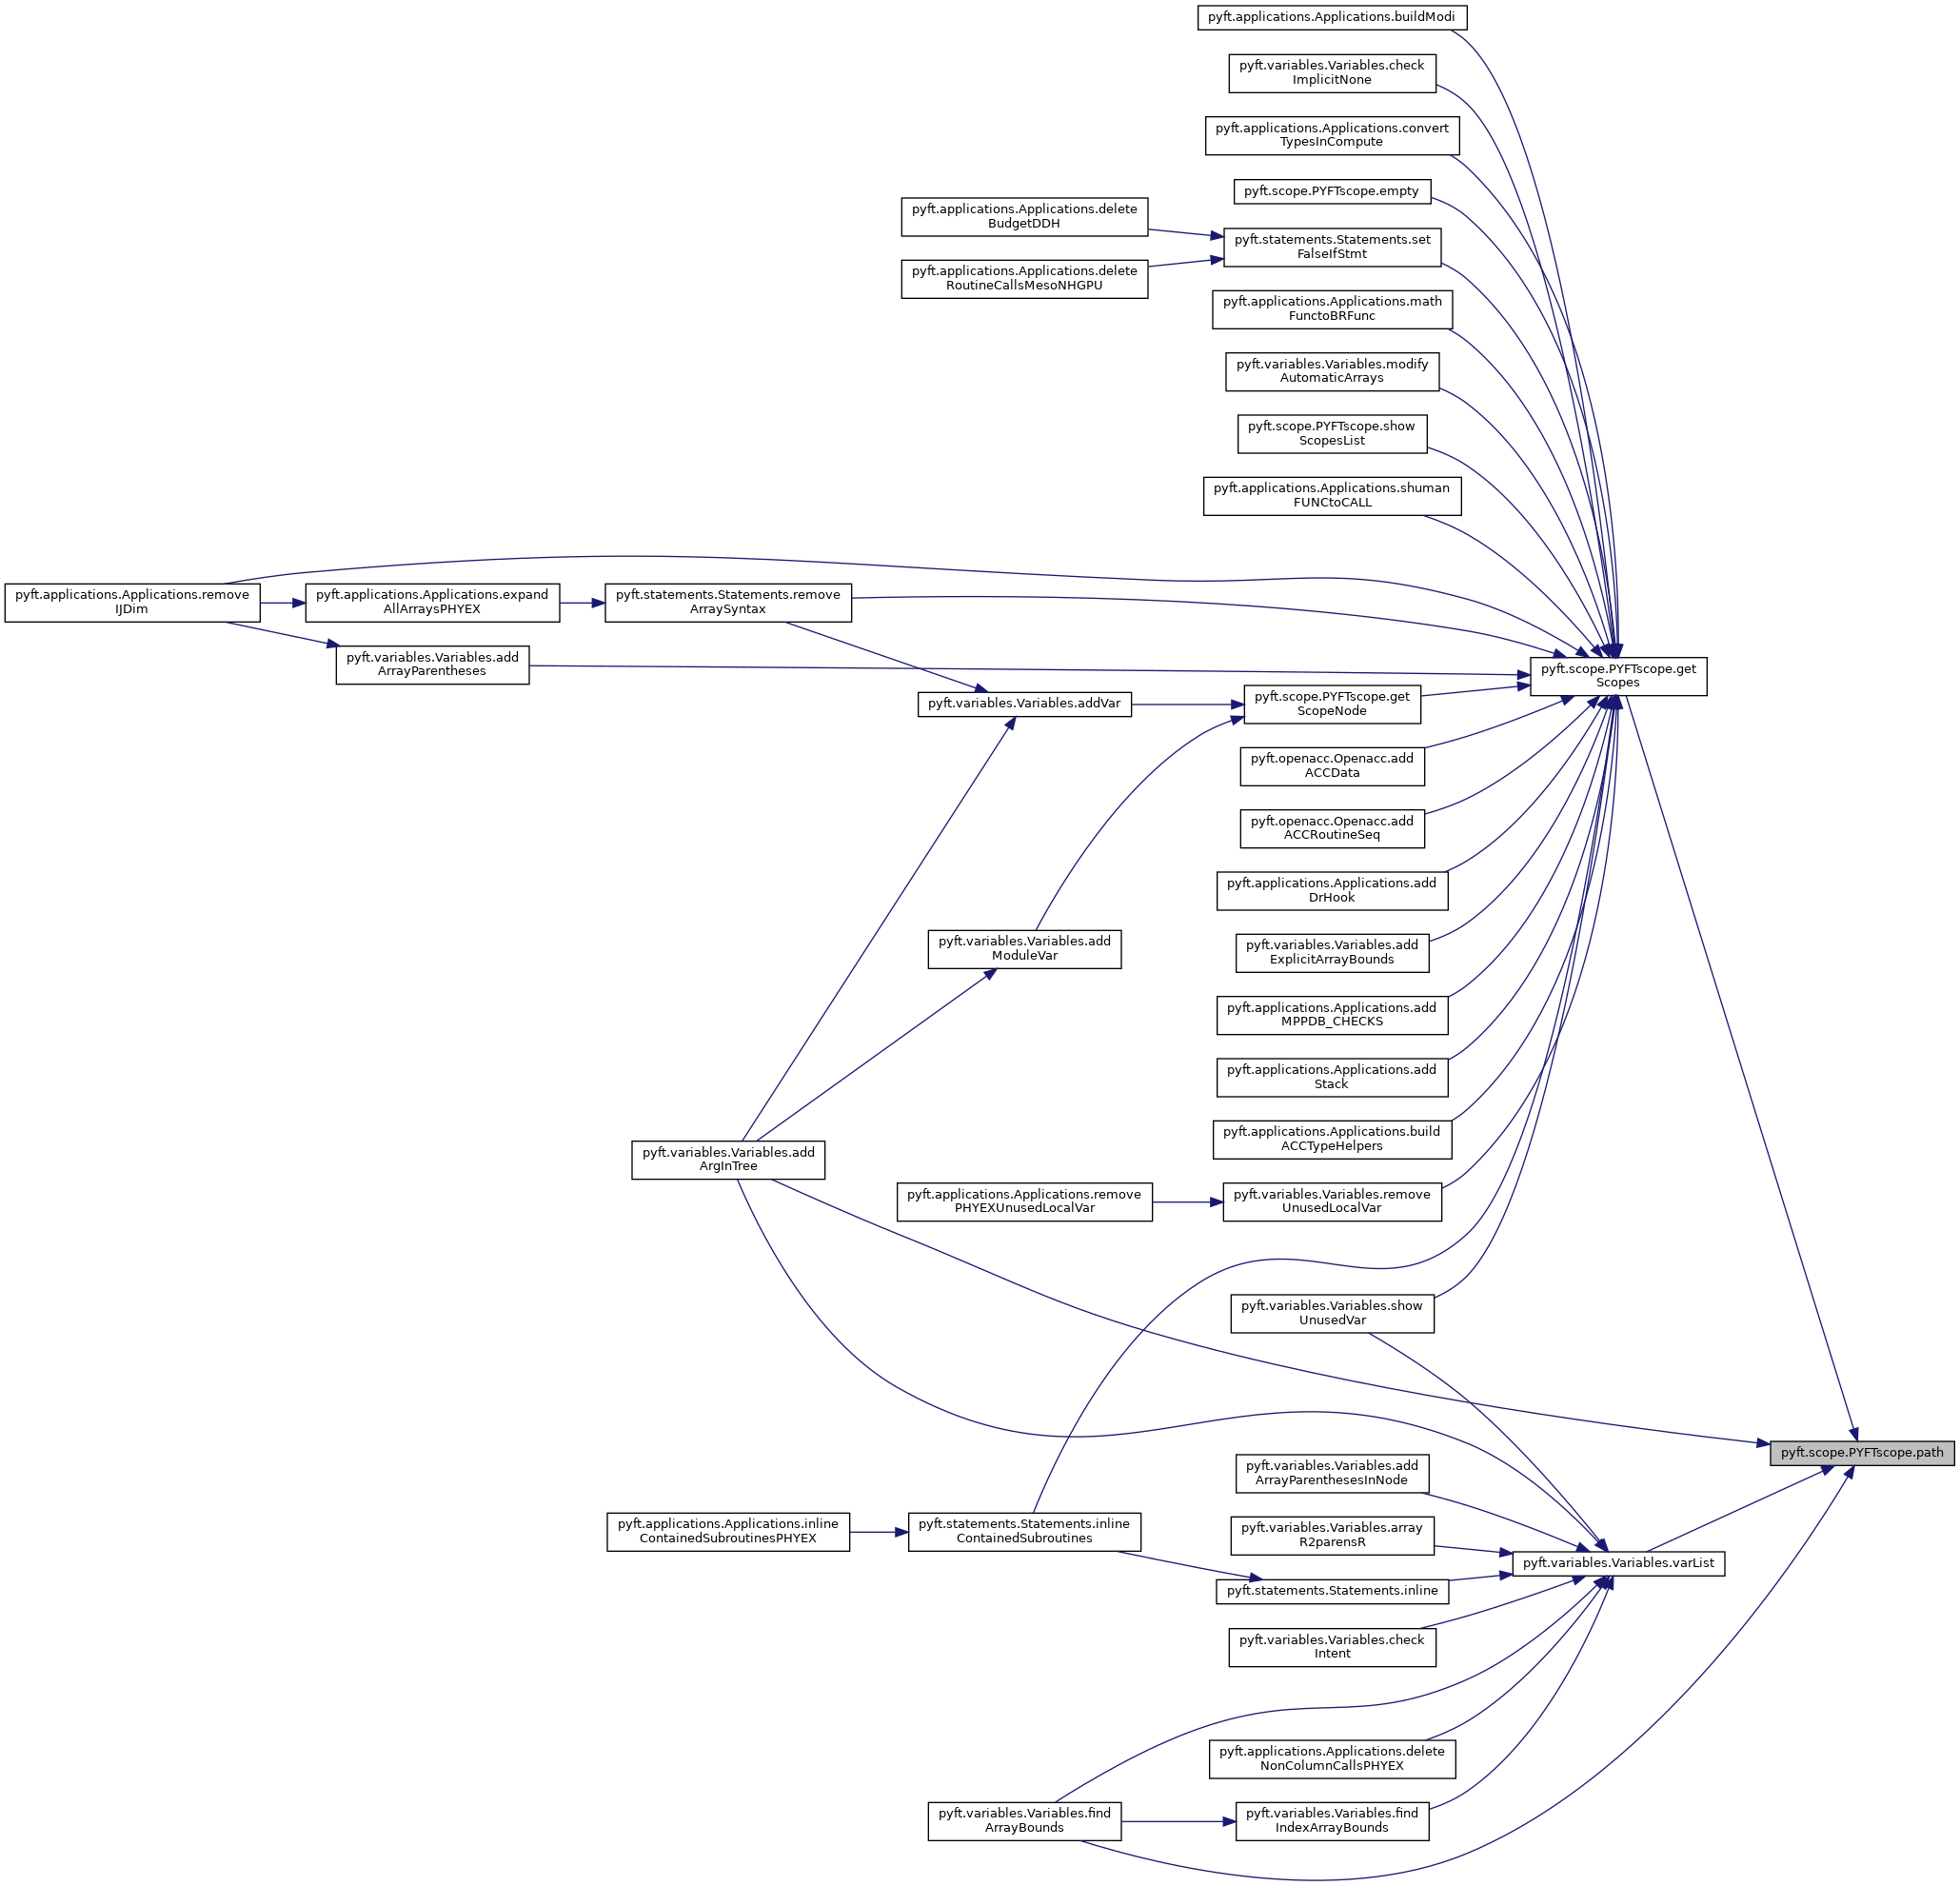 pyft.applications.Applications.buildModi
pyft.variables.Variables.check
ImplicitNone
pyft.applications.Applications.convert
TypesInCompute
pyft.scope.PYFTscope.empty
pyft.applications.Applications.delete
BudgetDDH
pyft.statements.Statements.set
FalseIfStmt
pyft.applications.Applications.delete
RoutineCallsMesoNHGPU
pyft.applications.Applications.math
FunctoBRFunc
pyft.variables.Variables.modify
AutomaticArrays
pyft.scope.PYFTscope.show
ScopesList
pyft.applications.Applications.shuman
FUNCtoCALL
pyft.applications.Applications.remove
IJDim
pyft.applications.Applications.expand
AllArraysPHYEX
pyft.statements.Statements.remove
ArraySyntax
pyft.variables.Variables.add
ArrayParentheses
pyft.scope.PYFTscope.get
Scopes
pyft.variables.Variables.addVar
pyft.scope.PYFTscope.get
ScopeNode
pyft.openacc.Openacc.add
ACCData
pyft.openacc.Openacc.add
ACCRoutineSeq
pyft.applications.Applications.add
DrHook
pyft.variables.Variables.add
ModuleVar
pyft.variables.Variables.add
ExplicitArrayBounds
pyft.applications.Applications.add
MPPDB_CHECKS
pyft.applications.Applications.add
Stack
pyft.applications.Applications.build
ACCTypeHelpers
pyft.variables.Variables.add
ArgInTree
pyft.applications.Applications.remove
PHYEXUnusedLocalVar
pyft.variables.Variables.remove
UnusedLocalVar
pyft.variables.Variables.show
UnusedVar
pyft.scope.PYFTscope.path
pyft.variables.Variables.add
ArrayParenthesesInNode
pyft.applications.Applications.inline
ContainedSubroutinesPHYEX
pyft.statements.Statements.inline
ContainedSubroutines
pyft.variables.Variables.array
R2parensR
pyft.variables.Variables.varList
pyft.statements.Statements.inline
pyft.variables.Variables.check
Intent
pyft.applications.Applications.delete
NonColumnCallsPHYEX
pyft.variables.Variables.find
ArrayBounds
pyft.variables.Variables.find
IndexArrayBounds